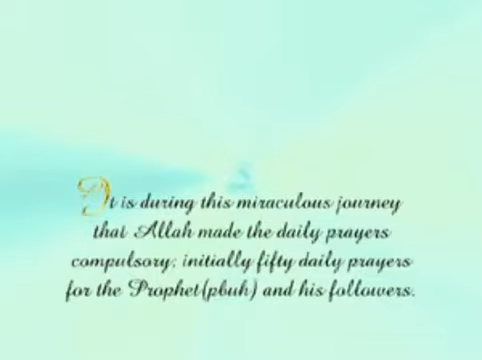 It is during this miraculous journey
that Allah made the daily prayers
compulsory; initially fifty daily prayers
for the Prophet(pbuh) and his followers.